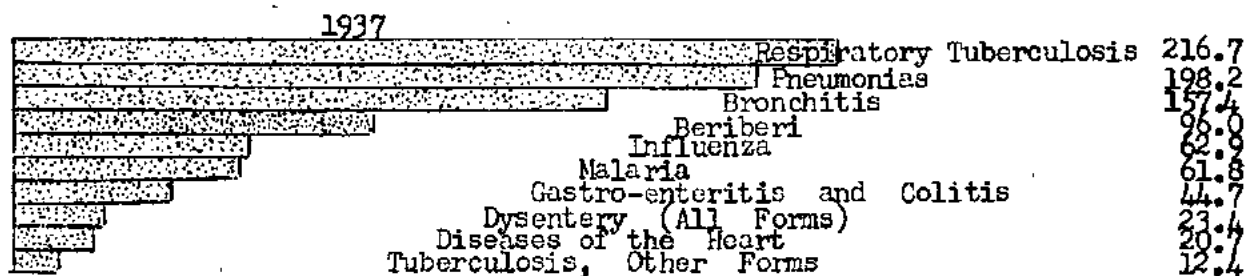 1937
Respiratory Tuberculosis 216.7
Pneumonias 198.2
Bronchitis 157.4
Beriberi 96.0
Influenza 62.9
Malaria 61.8
Gastro-enteritis and Colitis 44.7
Dysentery (All Forms) 23.4
Diseases of the Heart 20.7
Tuberculosis, Other Forms 12.4